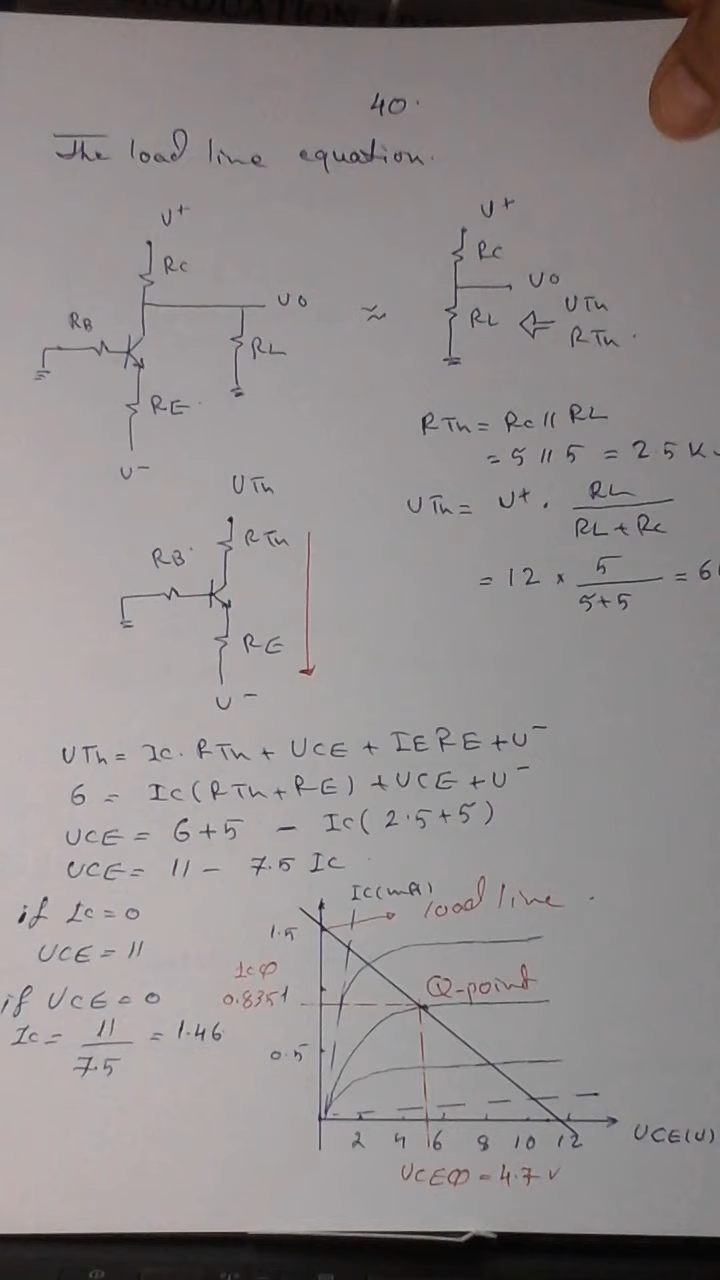 40.
The load line equation.
U+
RC
UO
RB
RL
RE
U-
≈
U+
RC
UO
RL ⇐ UTh
RTh.
RTh = RC // RL
= 5 // 5 = 2.5 K
UTh = U+ . RL / RL + RC
= 12 × 5 / 5+5 = 6
UTh
RTh
RB
RE
U-
UTh = IC. RTh + UCE + IERE + U-
6 = IC (RTh + RE) + UCE + U-
UCE = 6+5 - IC (2.5+5)
UCE = 11 - 7.5 IC
if IC = 0
UCE = 11
if UCE = 0
IC = 11 / 7.5 = 1.46
IC(mA)
load line.
1.5
ICQ
0.835
1
Q-point
0.5
2 4 6 8 10 12 UCE(U)
UCEQ = 4.7 V